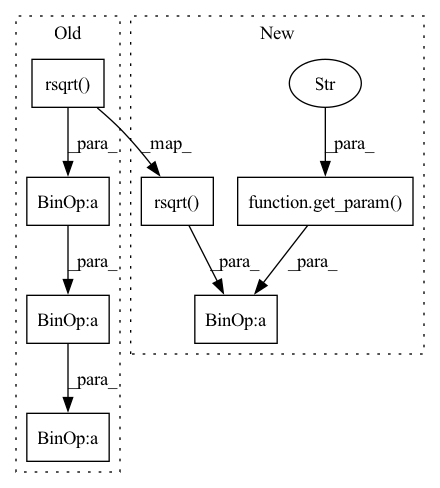 Old
New
rsqrt()
Str
_para_
_map_
_para_
BinOp:a
rsqrt()
function.get_param()
_para_
_para_
_para_
BinOp:a
BinOp:a
_para_
BinOp:a